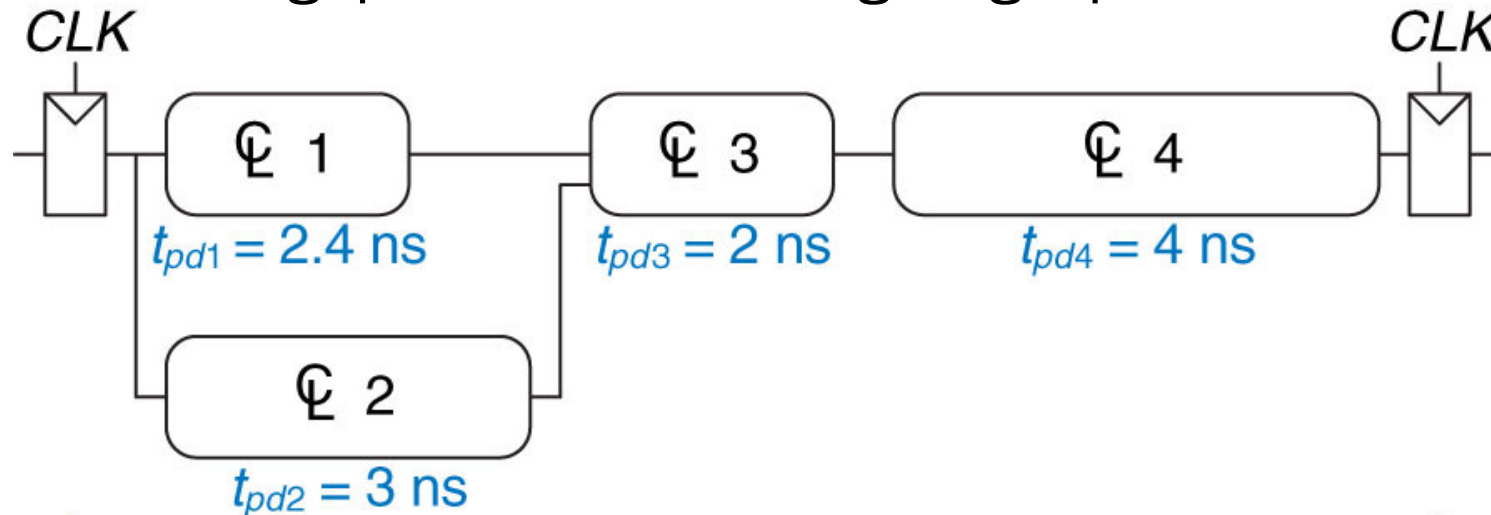 CLK CLK
CL 1 CL 3 CL 4
tpd1 = 2.4 ns tpd3 = 2 ns tpd4 = 4 ns
CL 2
tpd2 = 3 ns